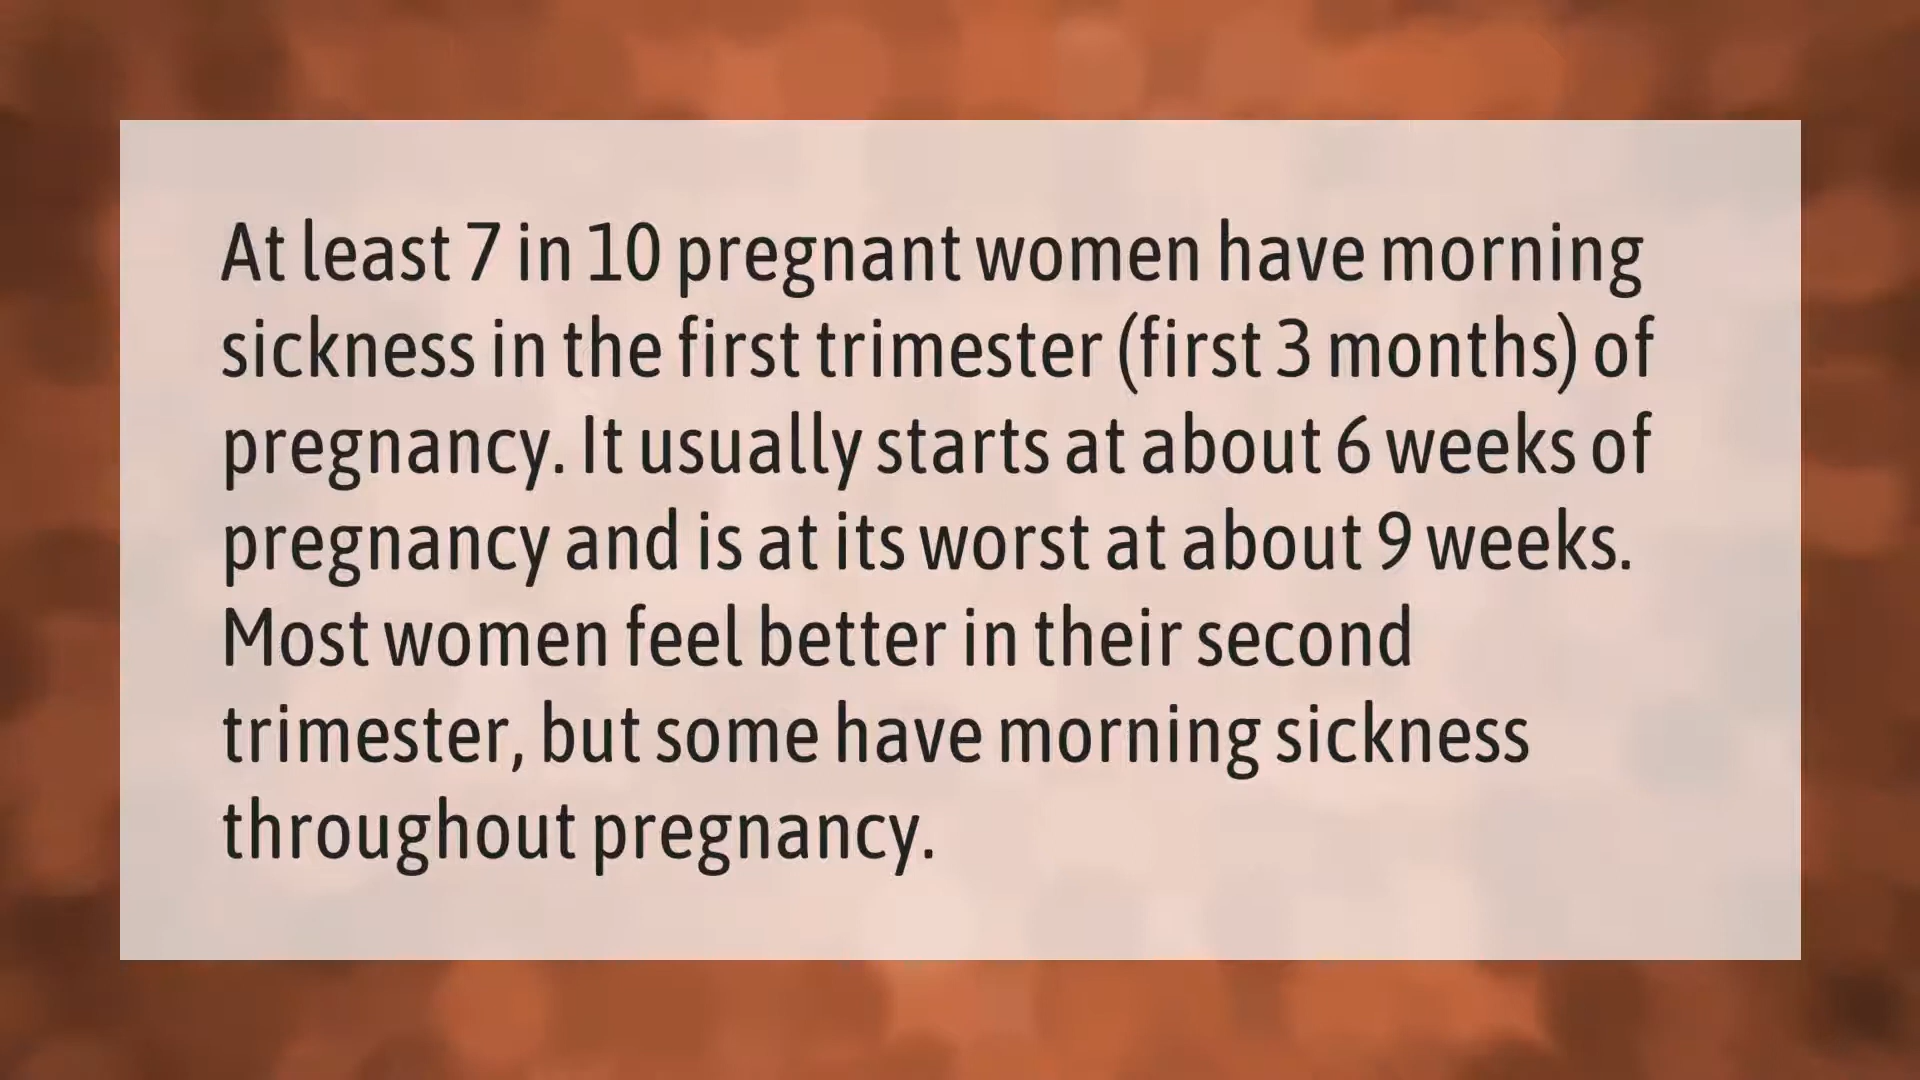 At least 7 in 10 pregnant women have morning
sickness in the first trimester (first 3 months) of
pregnancy. It usually starts at about 6 weeks of
pregnancy and is at its worst at about 9 weeks.
Most women feel better in their second
trimester, but some have morning sickness
throughout pregnancy.